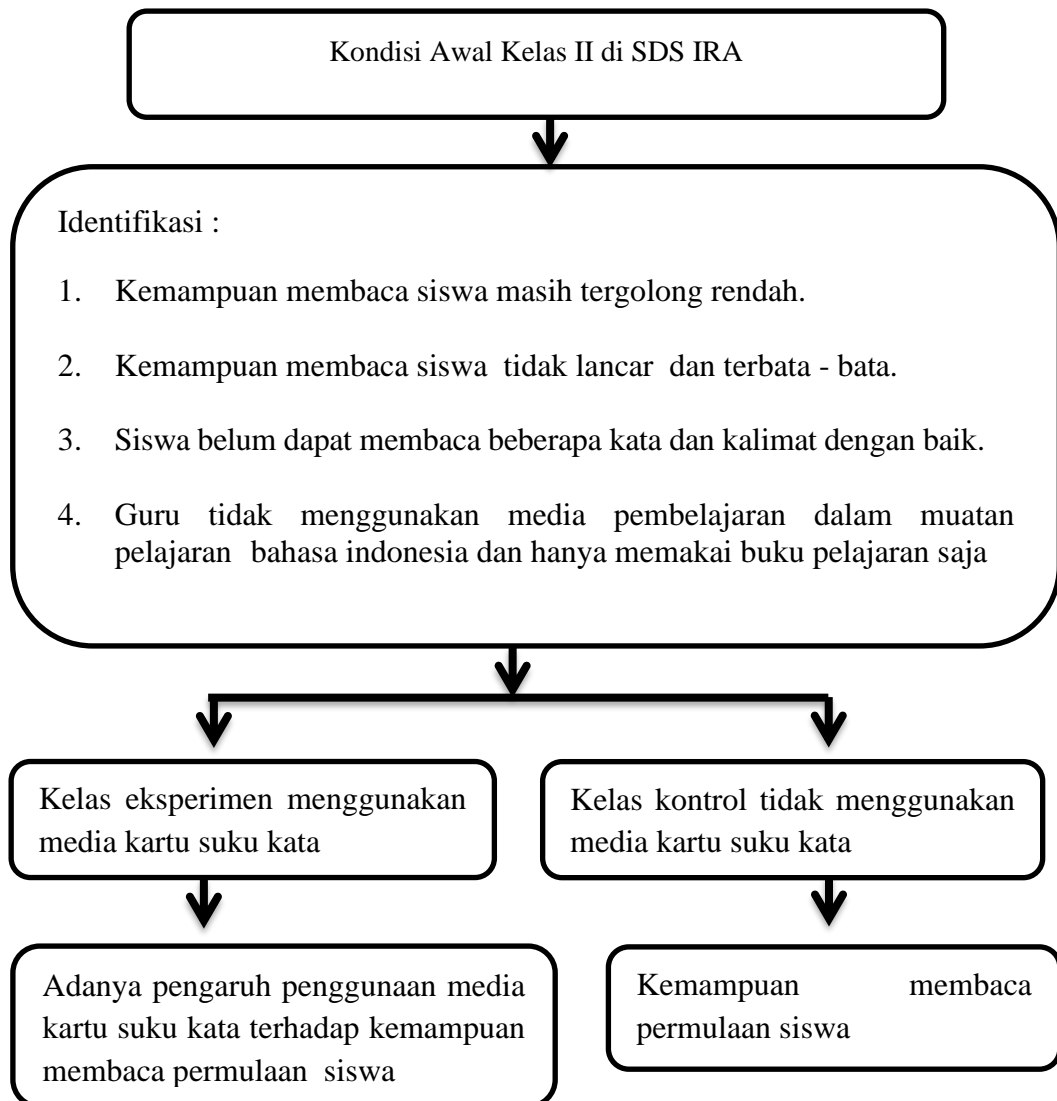 Kondisi Awal Kelas II di SDS IRA
Identifikasi :
1. Kemampuan membaca siswa masih tergolong rendah.
2. Kemampuan membaca siswa tidak lancar dan terbata - bata.
3. Siswa belum dapat membaca beberapa kata dan kalimat dengan baik.
4. Guru tidak menggunakan media pembelajaran dalam muatan
pelajaran bahasa indonesia dan hanya memakai buku pelajaran saja
Kelas eksperimen menggunakan
media kartu suku kata
Kelas kontrol tidak menggunakan
media kartu suku kata
Adanya pengaruh penggunaan media
kartu suku kata terhadap kemampuan
membaca permulaan siswa
Kemampuan membaca
permulaan siswa